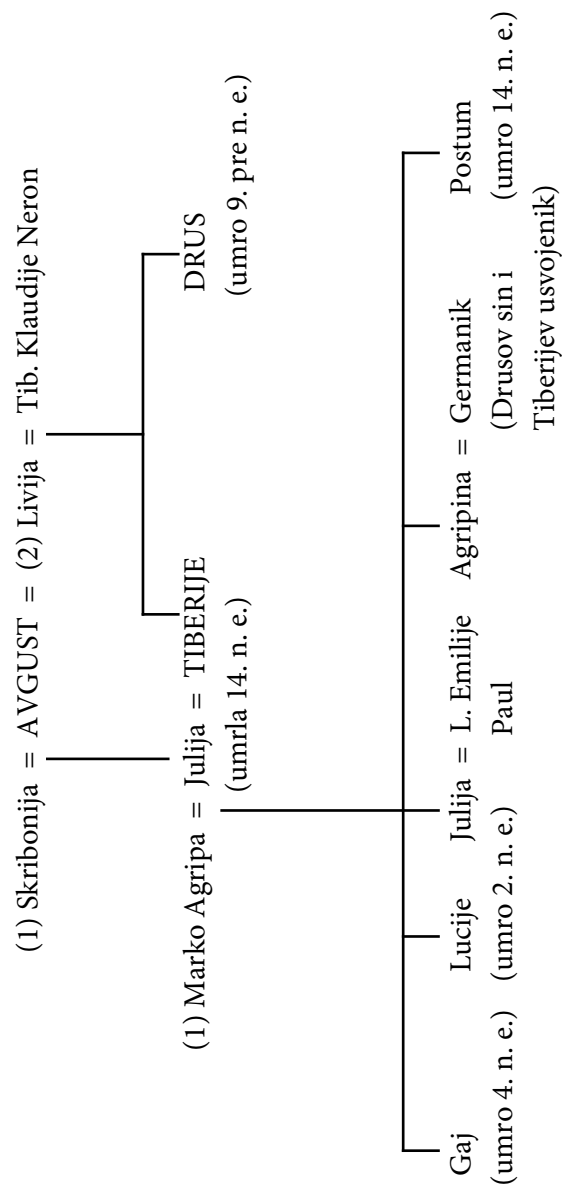 (1) Skribonija = AVGUST = (2) Livija = Tib. Klaudije Neron
(1) Marko Agripa = Julija = TIBERIJE
(umrla 14. n. e.)
DRUS
(umro 9. pre n. e.)
Gaj
(umro 4. n. e.)
Lucije
(umro 2. n. e.)
Julija = L. Emilije
Paul
Agripina = Germanik
(Drusov sin i
Tiberijev usvojenik)
Postum
(umro 14. n. e.)